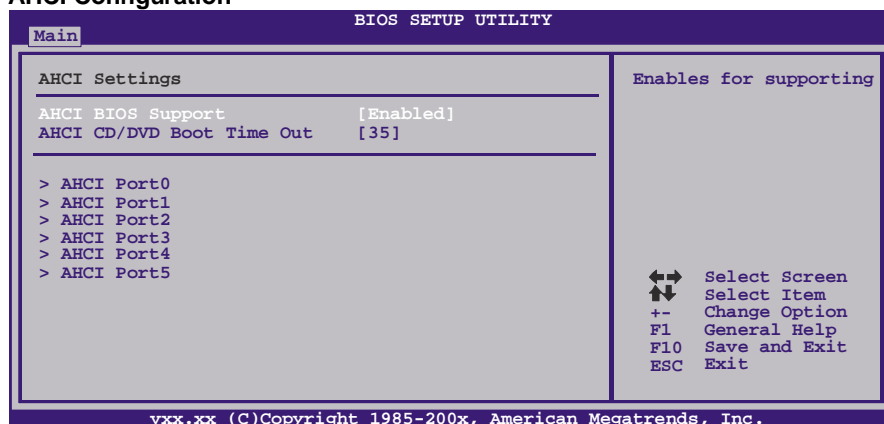 AHCI Configuration
BIOS SETUP UTILITY
Main
AHCI Settings
AHCI BIOS Support [Enabled]
AHCI CD/DVD Boot Time Out [35]
> AHCI Port0
> AHCI Port1
> AHCI Port2
> AHCI Port3
> AHCI Port4
> AHCI Port5
Enables for supporting
Select Screen
Select Item
+- Change Option
F1 General Help
F10 Save and Exit
ESC Exit
vxx.xx (C)Copyright 1985-200x, American Megatrends, Inc.